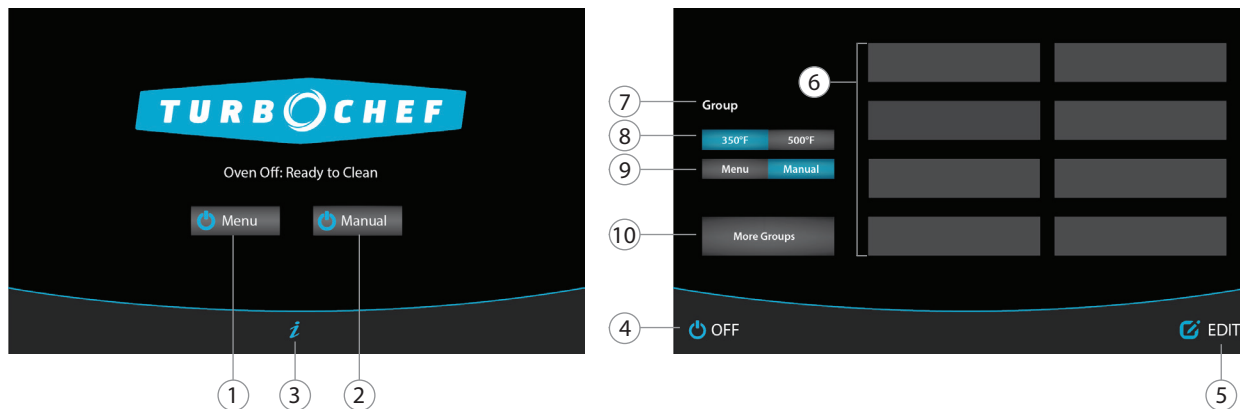 TURBOCHEF
Oven Off: Ready to Clean
Menu Manual
i
1 3 2
6
7 Group
8 350°F 500°F
9 Menu Manual
10 More Groups
4 OFF EDIT
5